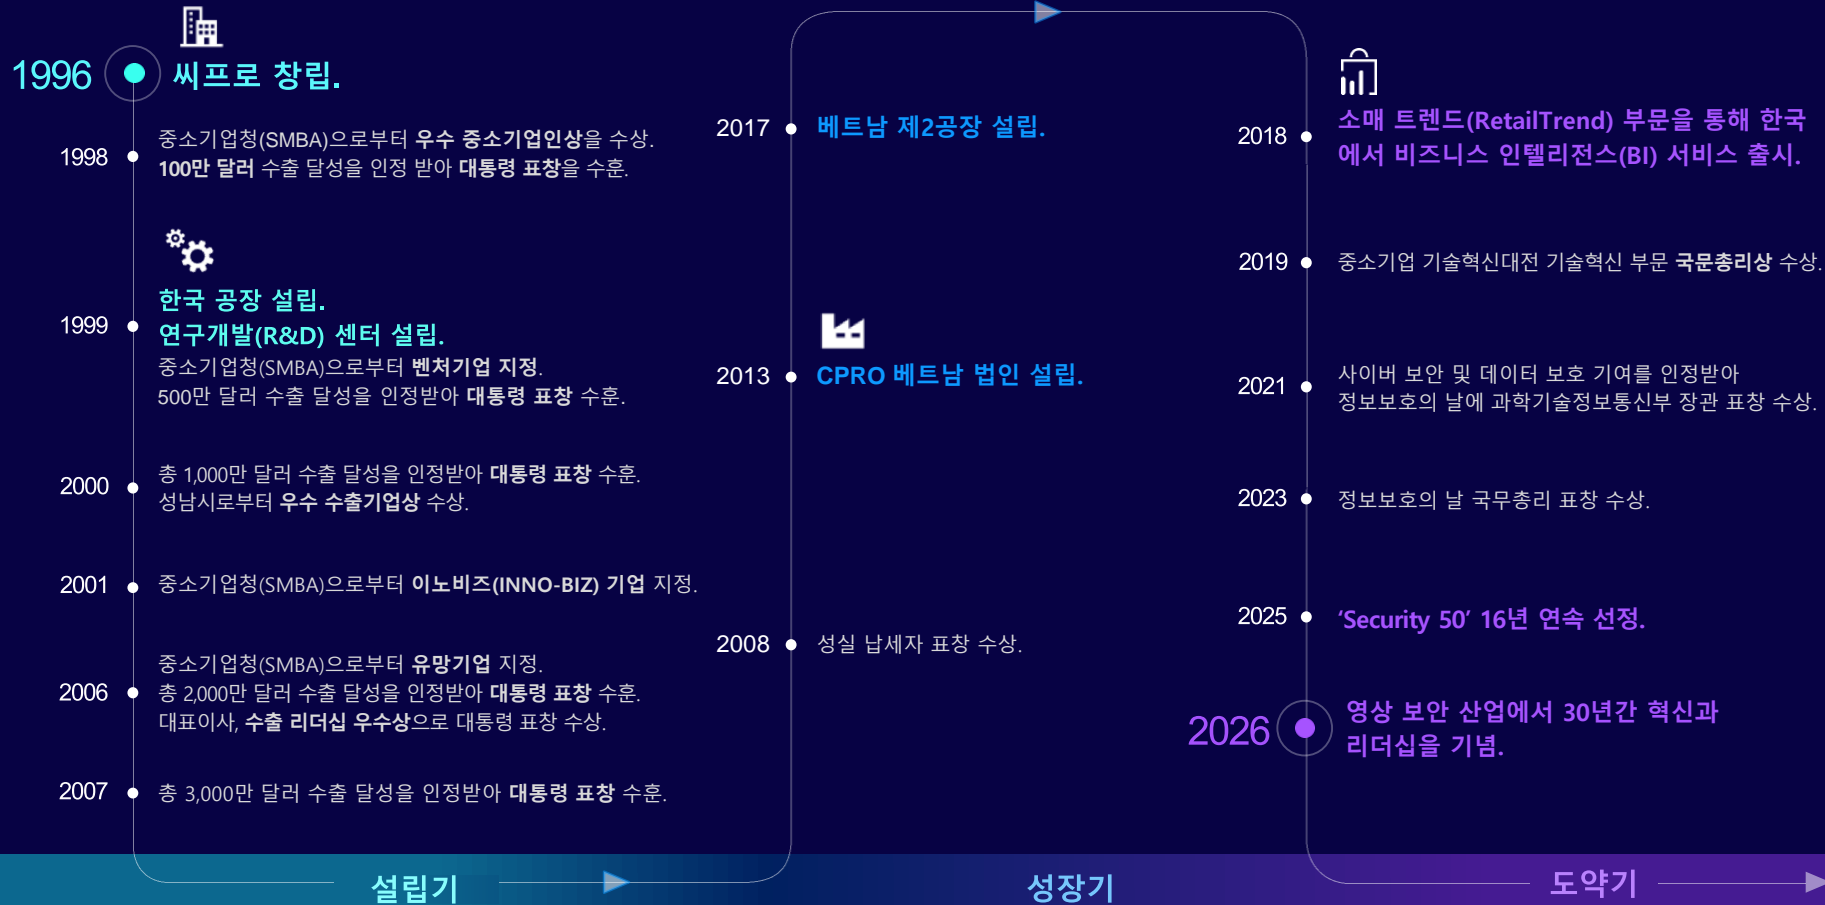 1996
씨프로 창립.
1998
중소기업청(SMBA)으로부터 우수 중소기업인상을 수상.
100만 달러 수출 달성을 인정 받아 대통령 표창을 수훈.
1999
한국 공장 설립.
연구개발(R&D) 센터 설립.
중소기업청(SMBA)으로부터 벤처기업 지정.
500만 달러 수출 달성을 인정받아 대통령 표창 수훈.
2000
총 1,000만 달러 수출 달성을 인정받아 대통령 표창 수훈.
성남시로부터 우수 수출기업상 수상.
2001
중소기업청(SMBA)으로부터 이노비즈(INNO-BIZ) 기업 지정.
2006
중소기업청(SMBA)으로부터 유망기업 지정.
총 2,000만 달러 수출 달성을 인정받아 대통령 표창 수훈.
대표이사, 수출 리더십 우수상으로 대통령 표창 수상.
2007
총 3,000만 달러 수출 달성을 인정받아 대통령 표창 수훈.
설립기
2017
베트남 제2공장 설립.
2013
CPRO 베트남 법인 설립.
2008
성실 납세자 표창 수상.
성장기
2018
소매 트렌드(RetailTrend) 부문을 통해 한국
에서 비즈니스 인텔리전스(BI) 서비스 출시.
2019
중소기업 기술혁신대전 기술혁신 부문 국문총리상 수상.
2021
사이버 보안 및 데이터 보호 기여를 인정받아
정보보호의 날에 과학기술정보통신부 장관 표창 수상.
2023
정보보호의 날 국무총리 표창 수상.
2025
‘Security 50’ 16년 연속 선정.
2026
영상 보안 산업에서 30년간 혁신과
리더십을 기념.
도약기